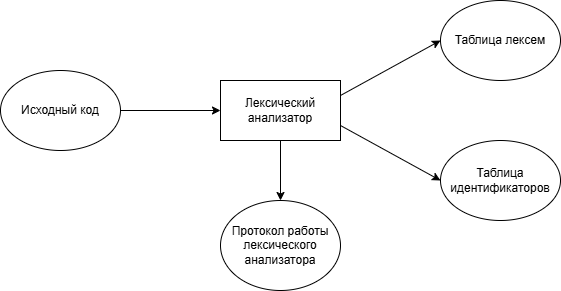 Таблица лексем
Исходный код
Лексический
анализатор
Таблица
идентификаторов
Протокол работы
лексического
анализатора